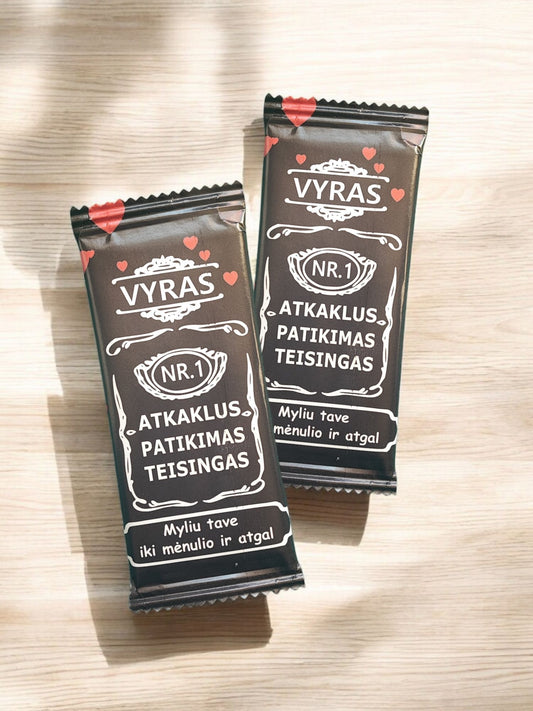 VYRAS
NR.1
ATKAKLUS
PATIKIMAS
TEISINGAS
Myliu tave
iki mėnulio ir atgal
VYRAS
NR.1
ATKAKLUS
PATIKIMAS
TEISINGAS
Myliu tave
mėnulio ir atgal